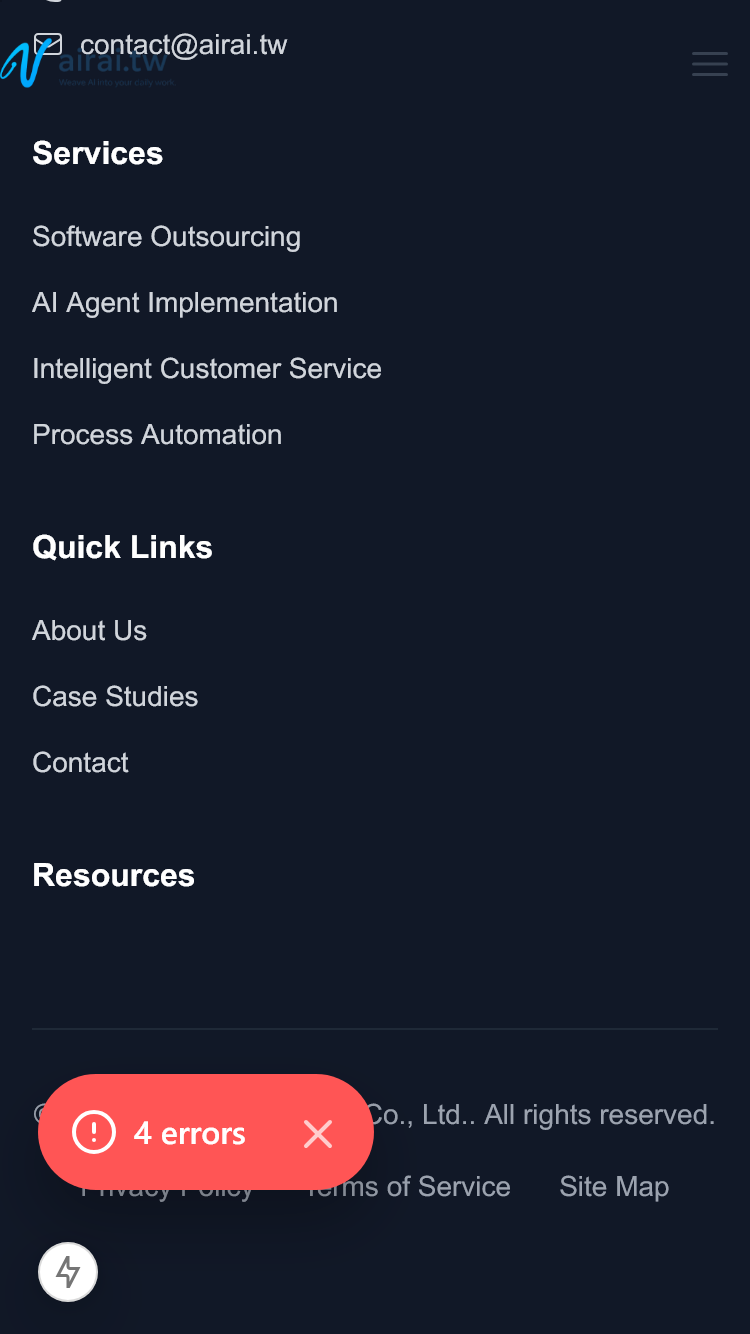 contact@airai.tw
airai.tw
Weave AI into your daily work.
Services
Software Outsourcing
AI Agent Implementation
Intelligent Customer Service
Process Automation
Quick Links
About Us
Case Studies
Contact
Resources
Co., Ltd.. All rights reserved.
4 errors
Privacy Policy
Terms of Service
Site Map